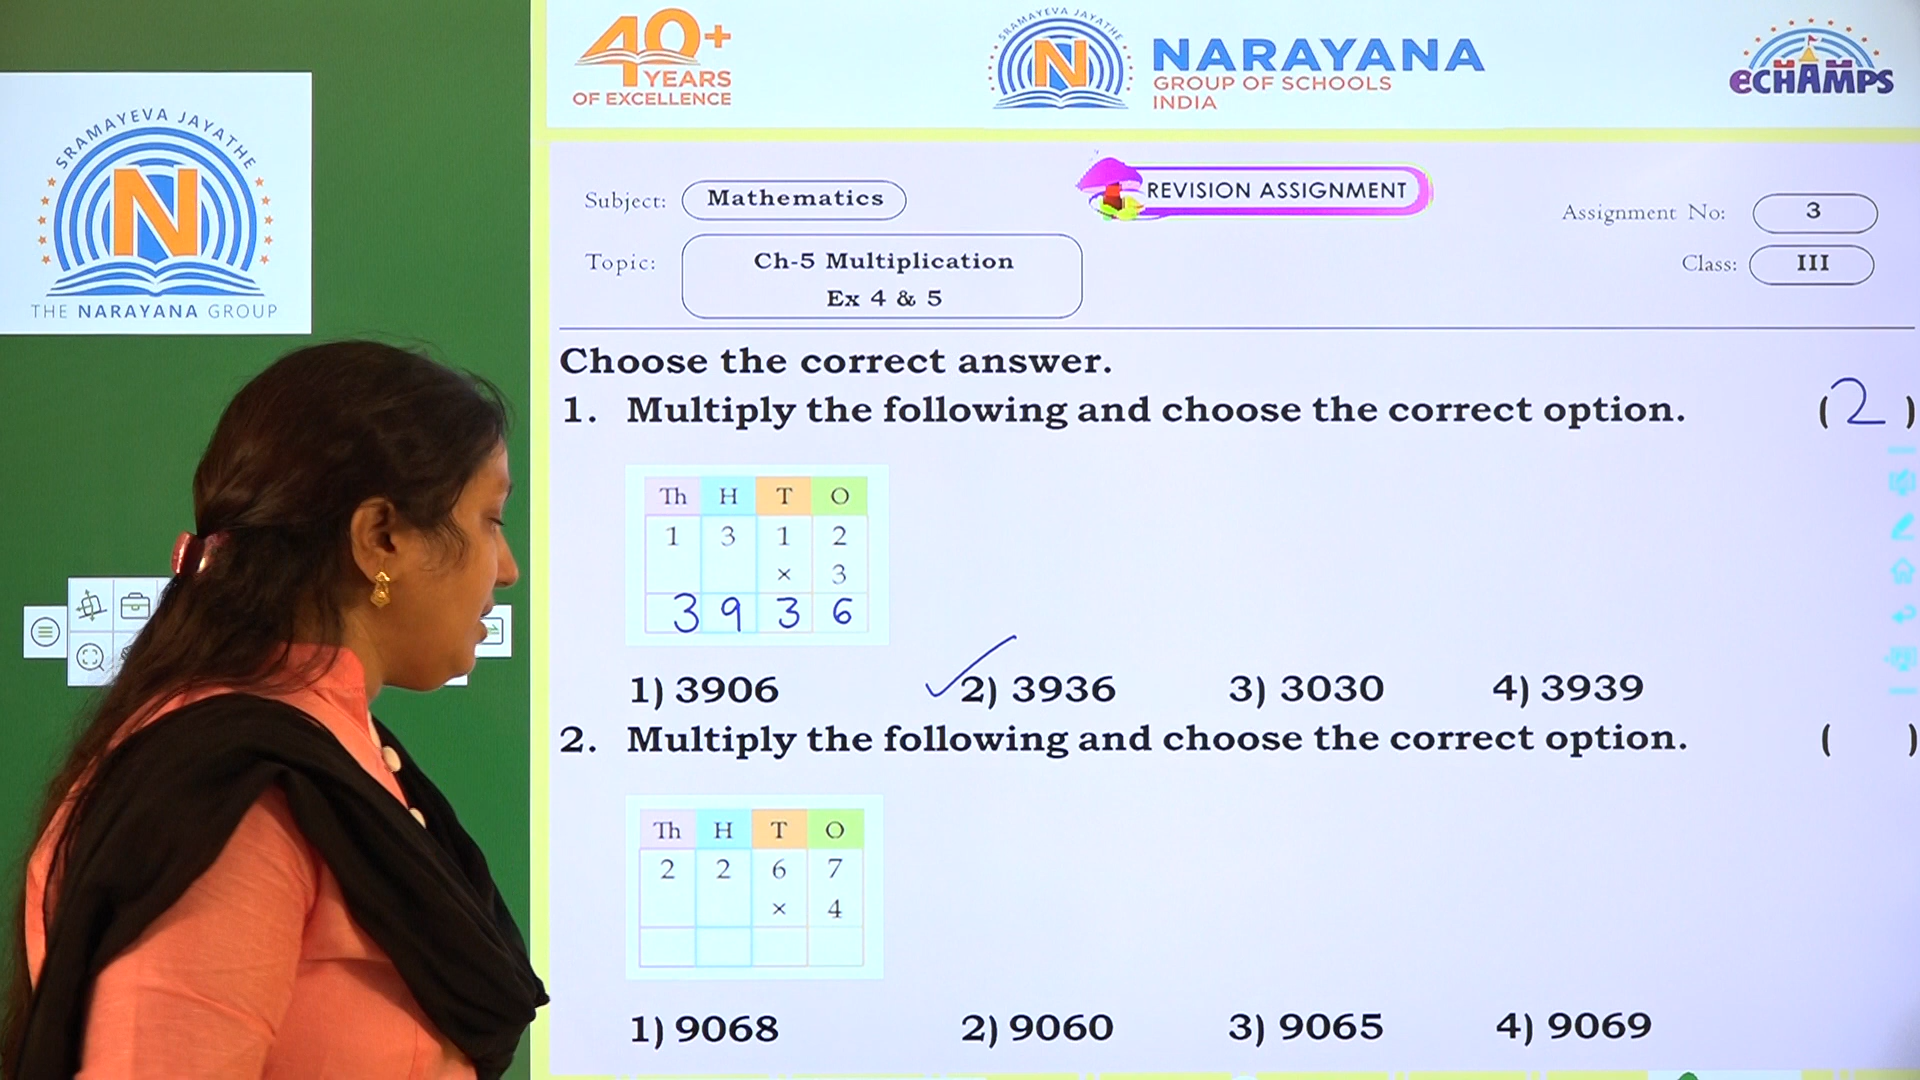 SRAMAYEVA JAYATHE
N
THE NARAYANA GROUP
40+
YEARS
OF EXCELLENCE
SRAMAYEVA JAYATHE
N
NARAYANA
GROUP OF SCHOOLS
INDIA
eCHAMPS
Subject: Mathematics
REVISION ASSIGNMENT
Assignment No: 3
Topic: Ch-5 Multiplication
Ex 4 & 5
Class: III
Choose the correct answer.
1. Multiply the following and choose the correct option. (2)
Th H T O
1 3 1 2
× 3
3 9 3 6
1) 3906 2) 3936 3) 3030 4) 3939
2. Multiply the following and choose the correct option. ( )
Th H T O
2 2 6 7
× 4
1) 9068 2) 9060 3) 9065 4) 9069